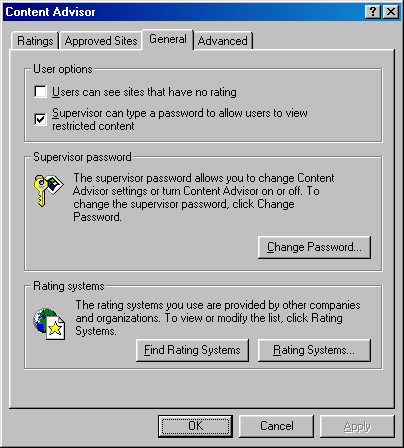 Content Advisor
Ratings Approved Sites General Advanced
User options
Users can see sites that have no rating
Supervisor can type a password to allow users to view
restricted content
Supervisor password
The supervisor password allows you to change Content
Advisor settings or turn Content Advisor on or off. To
change the supervisor password, click Change
Password.
Change Password...
Rating systems
The rating systems you use are provided by other companies
and organizations. To view or modify the list, click Rating
Systems.
Find Rating Systems Rating Systems...
OK Cancel Apply